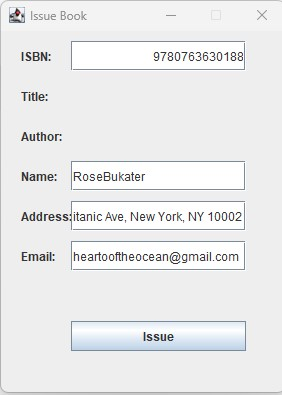 Issue Book
ISBN: 9780763630188
Title:
Author:
Name: RoseBukater
Address: itanic Ave, New York, NY 10002
Email: heartooftheocean@gmail.com
Issue